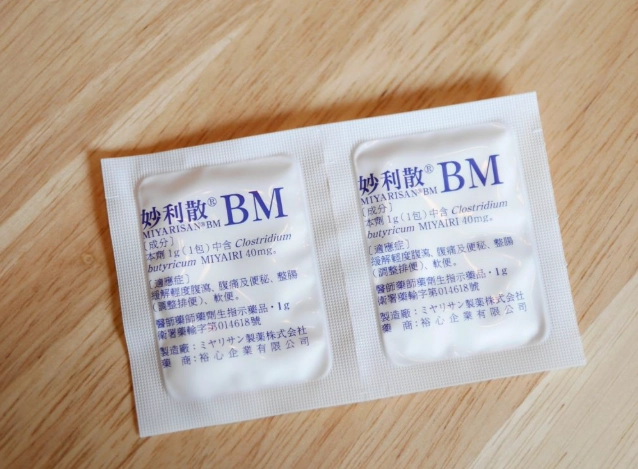 妙利散® BM
MIYARISAN®BM
〔成分〕
本劑1g(1包)中含 Clostridium
butyricum MIYAIRI 40mg。
〔適應症〕
緩解輕度腹瀉、腹痛及便秘、整腸
(調整排便)、軟便。
醫師藥師藥劑生指示藥品・1g
衛署藥輸字第014618號
製造廠:ミヤリサン製薬株式会社
藥 商:裕心企業有限公司
妙利散® BM
MIYARISAN®BM
〔成分〕
本劑1g(1包)中含 Clostridium
butyricum MIYAIRI 40mg。
〔適應症〕
緩解輕度腹瀉、腹痛及便秘、整腸
(調整排便)、軟便。
醫師藥師藥劑生指示藥品・1g
衛署藥輸字第014618號
製造廠:ミヤリサン製薬株式会社
藥 商:裕心企業有限公司